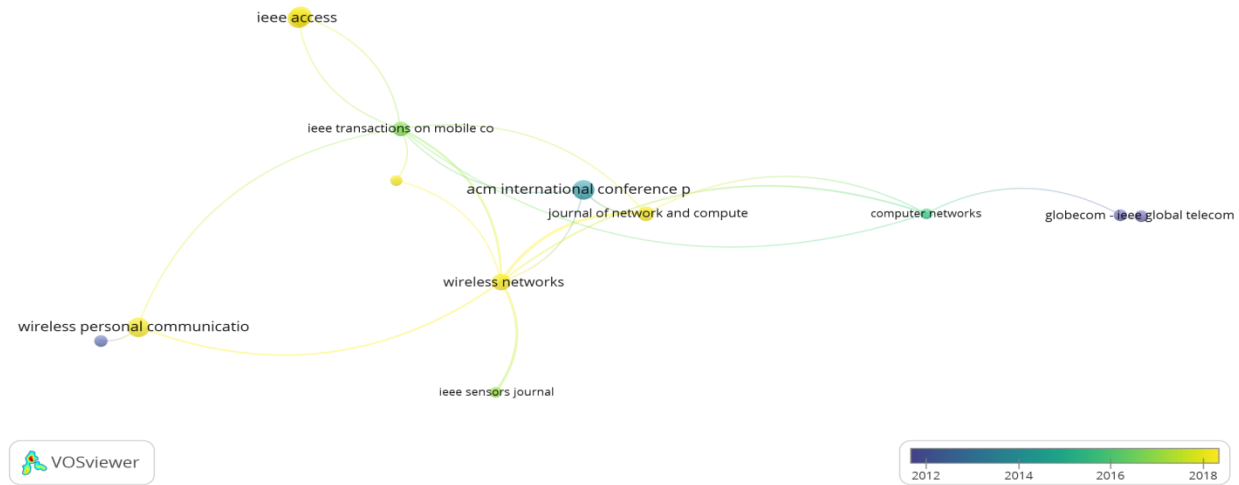 ieee access
ieee transactions on mobile co
acm international conference p
journal of network and compute
computer networks
globecom - ieee global telecom
wireless networks
wireless personal communicatio
ieee sensors journal
VOSviewer
2012
2014
2016
2018